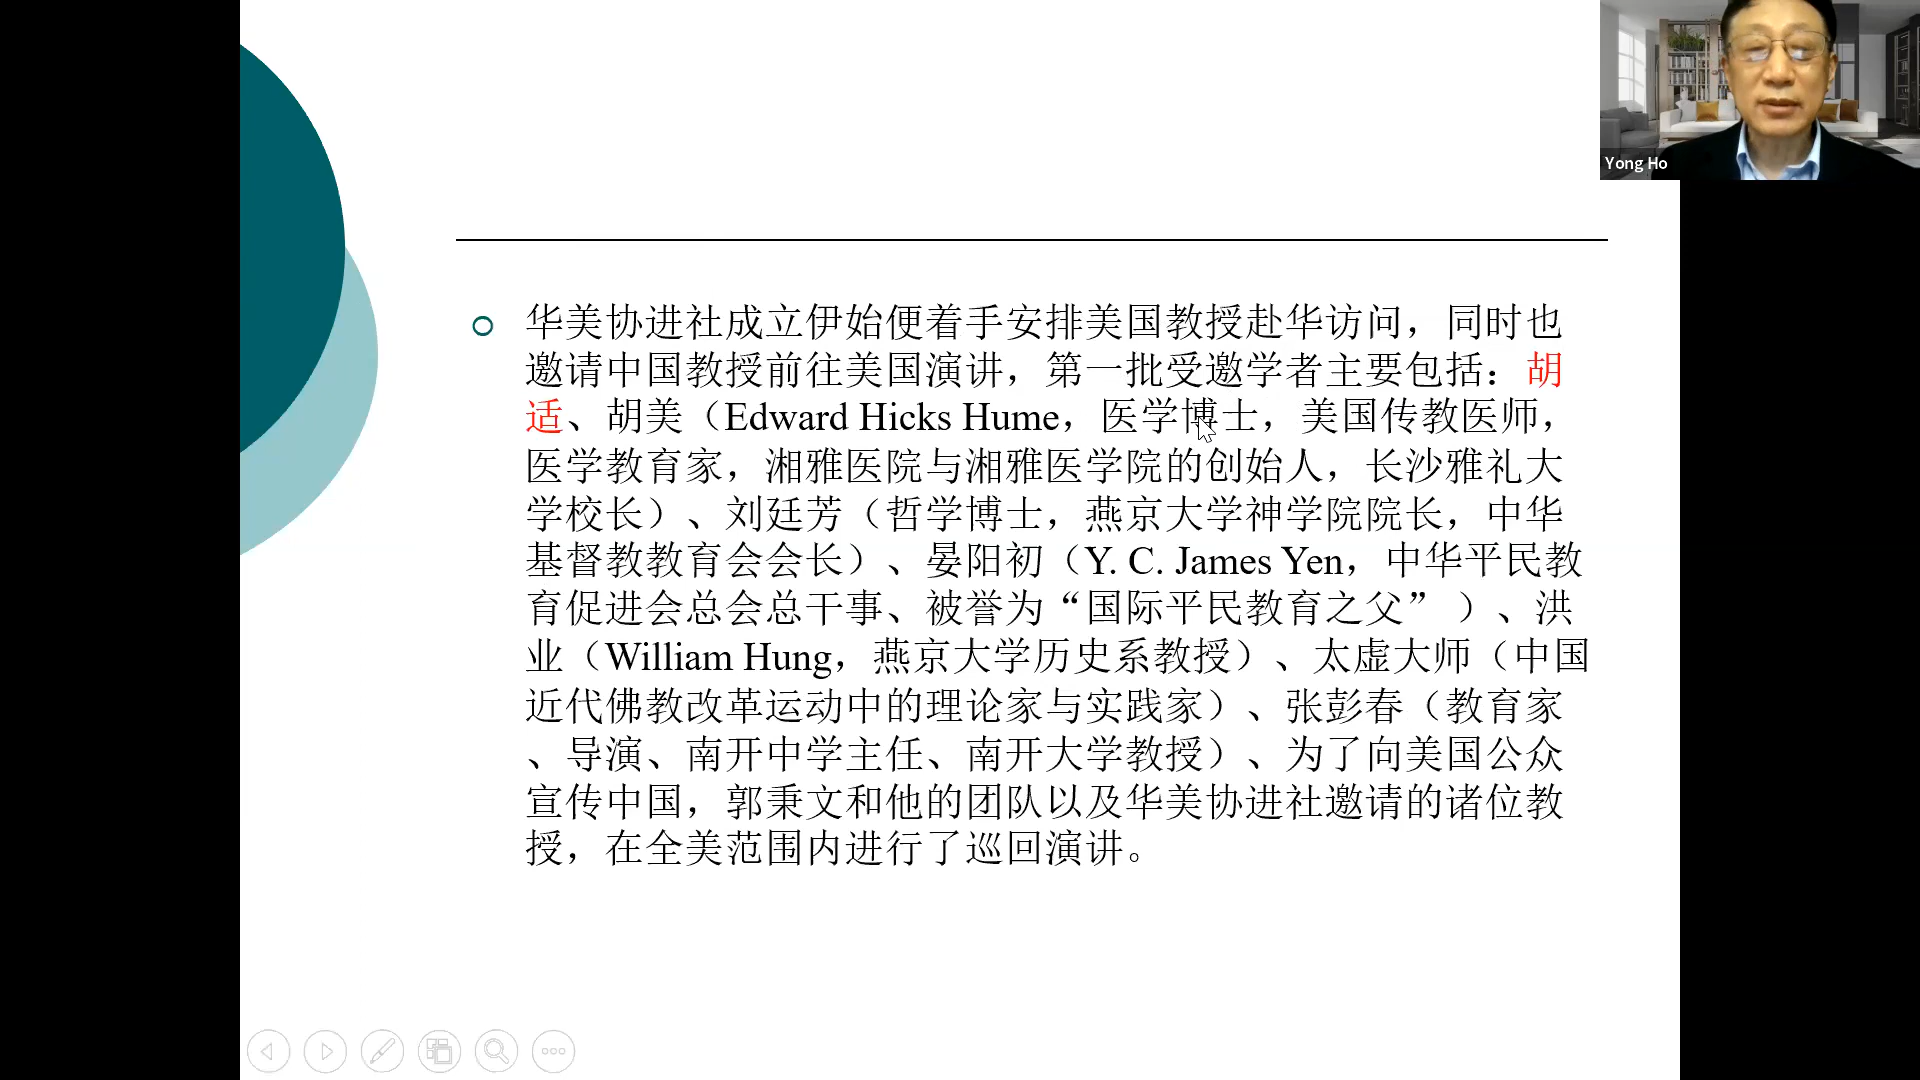 Yong Ho
华美协进社成立伊始便着手安排美国教授赴华访问，同时也
邀请中国教授前往美国演讲，第一批受邀学者主要包括：胡
适、胡美（Edward Hicks Hume，医学博士，美国传教医师，
医学教育家，湘雅医院与湘雅医学院的创始人，长沙雅礼大
学校长）、刘廷芳（哲学博士，燕京大学神学院院长，中华
基督教教育会会长）、晏阳初（Y. C. James Yen，中华平民教
育促进会总会总干事、被誉为“国际平民教育之父” ）、洪
业（William Hung，燕京大学历史系教授）、太虚大师（中国
近代佛教改革运动中的理论家与实践家）、张彭春（教育家
、导演、南开中学主任、南开大学教授）、为了向美国公众
宣传中国，郭秉文和他的团队以及华美协进社邀请的诸位教
授，在全美范围内进行了巡回演讲。